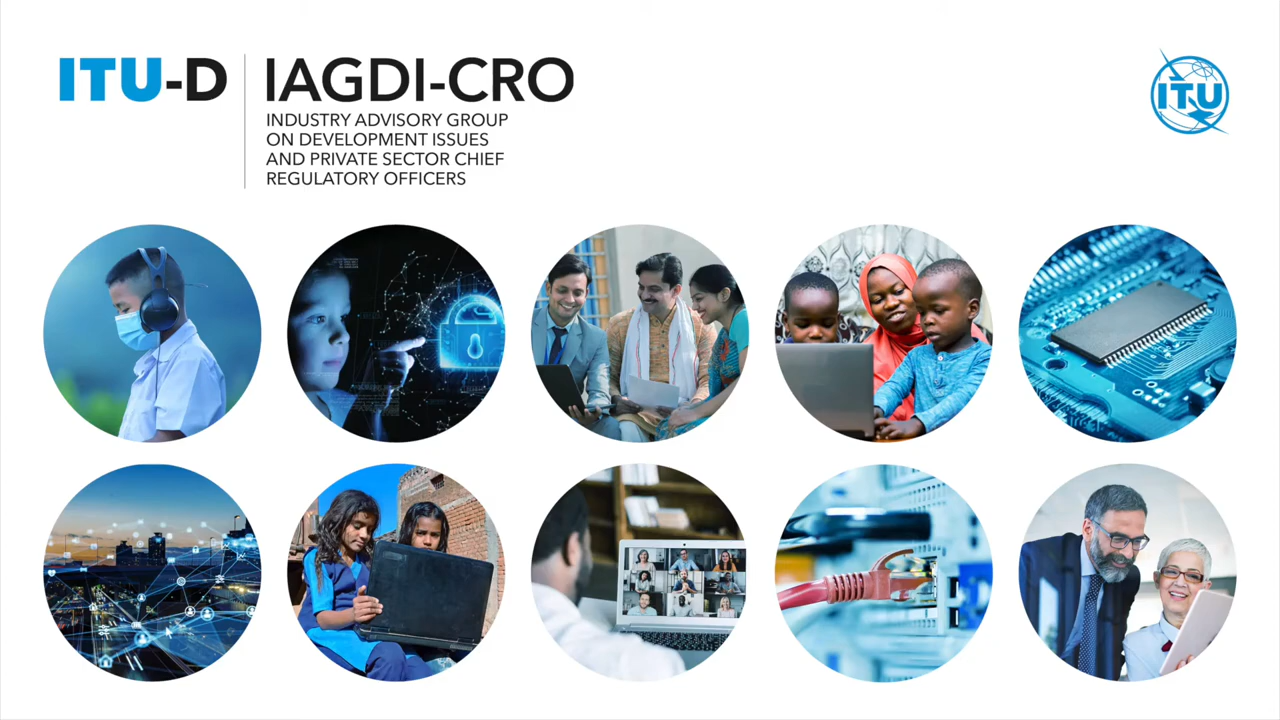 ITU-D
IAGDI-CRO
INDUSTRY ADVISORY GROUP
ON DEVELOPMENT ISSUES
AND PRIVATE SECTOR CHIEF
REGULATORY OFFICERS
ITU